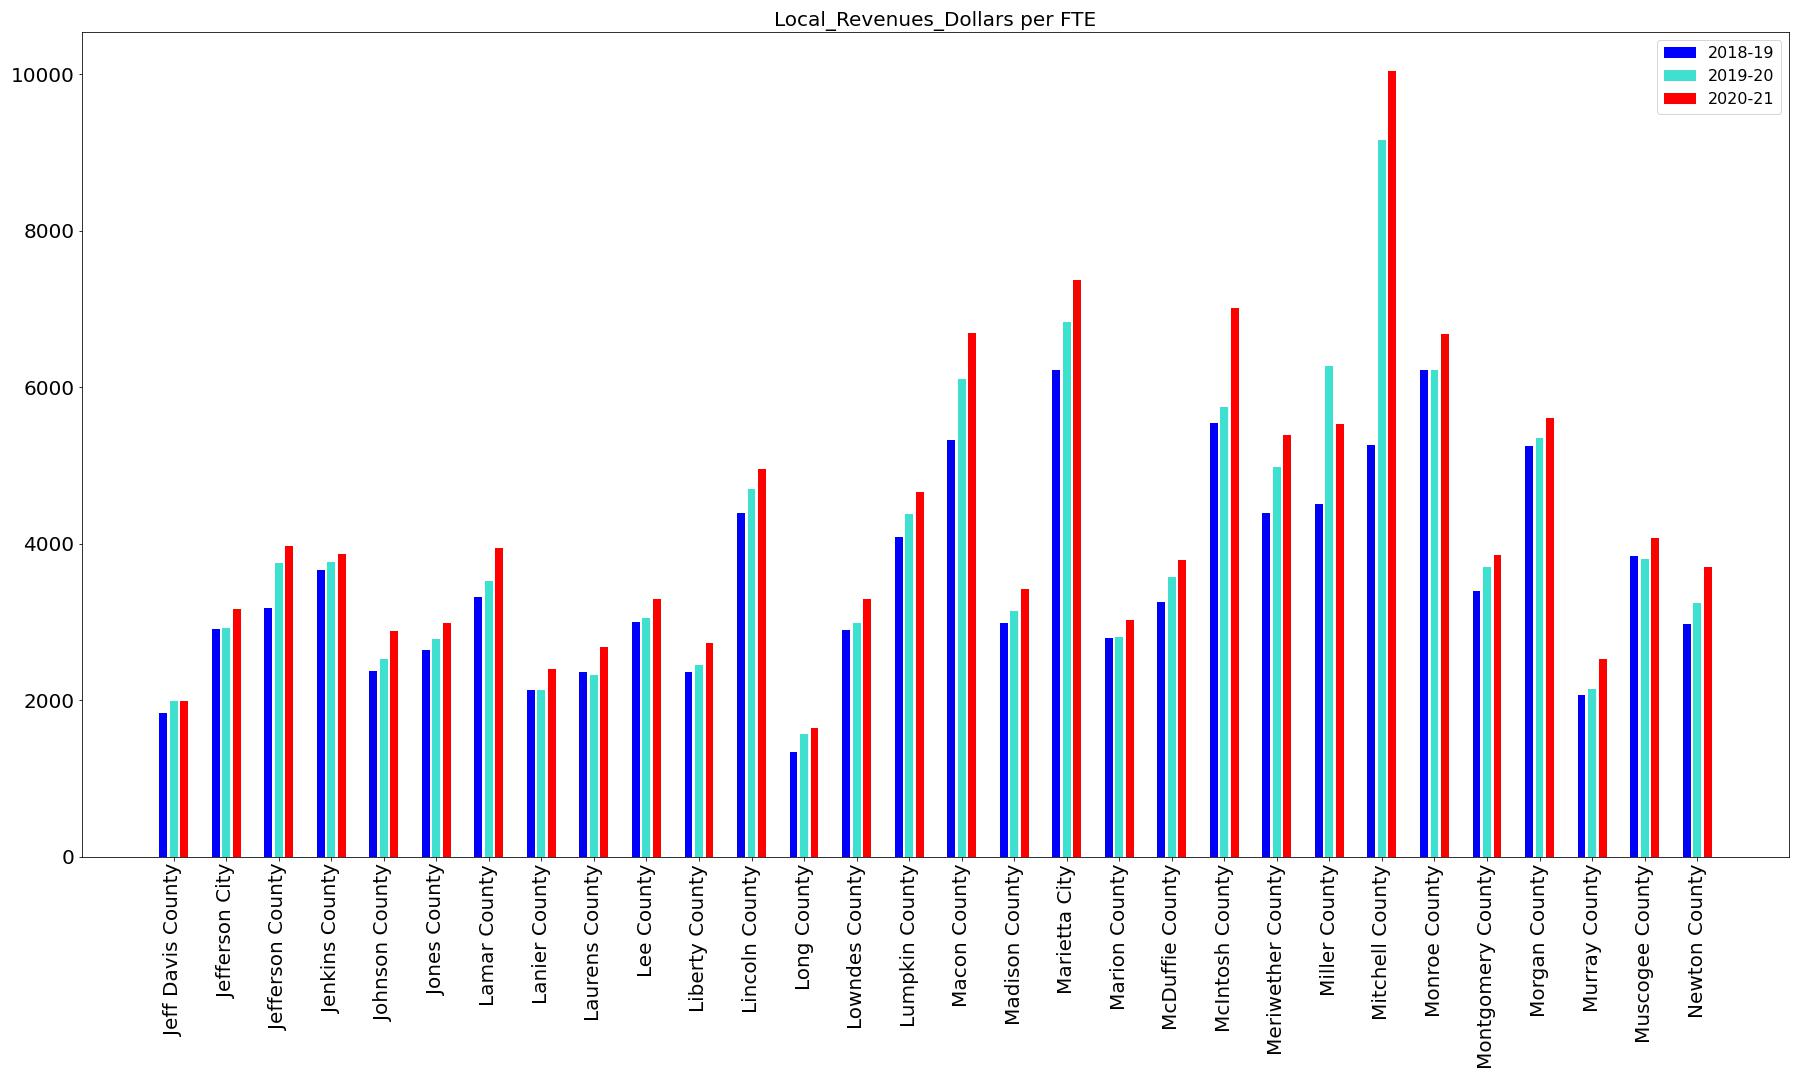 Local_Revenues_Dollars per FTE
2018-19
2019-20
2020-21
10000
8000
6000
4000
2000
0
Jeff Davis County
Jefferson City
Jefferson County
Jenkins County
Johnson County
Jones County
Lamar County
Lanier County
Laurens County
Lee County
Liberty County
Lincoln County
Long County
Lowndes County
Lumpkin County
Macon County
Madison County
Marietta City
Marion County
McDuffie County
McIntosh County
Meriwether County
Miller County
Mitchell County
Monroe County
Montgomery County
Morgan County
Murray County
Muscogee County
Newton County